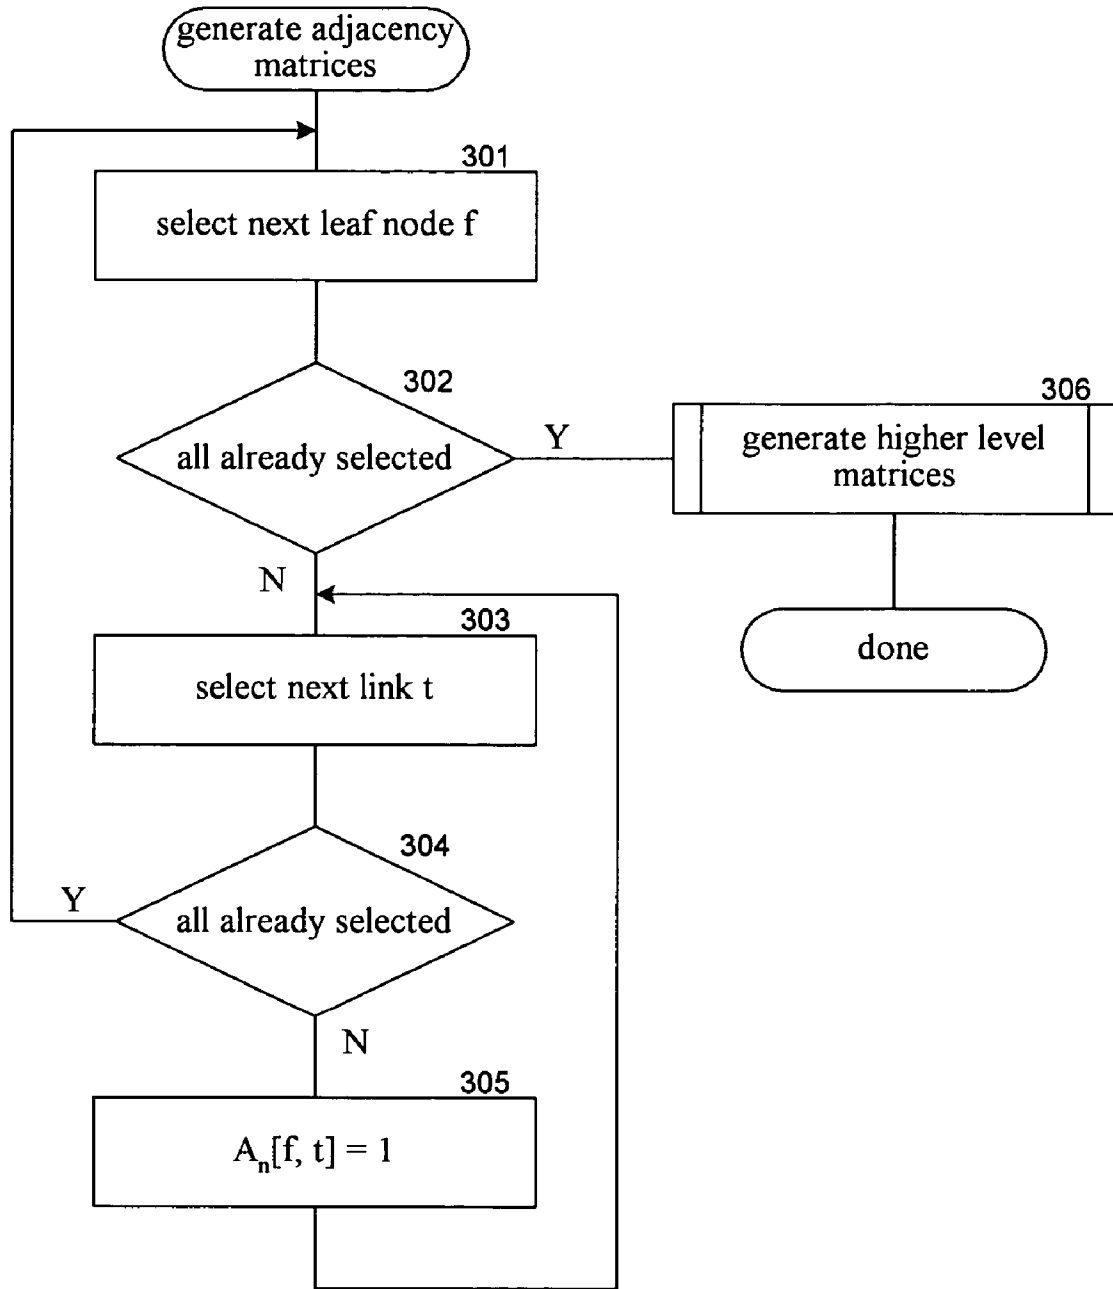 generate adjacency
matrices
301
select next leaf node f
302
all already selected
Y
306
generate higher level
matrices
N
done
303
select next link t
304
Y
all already selected
N
305
Aₙ[f, t] = 1